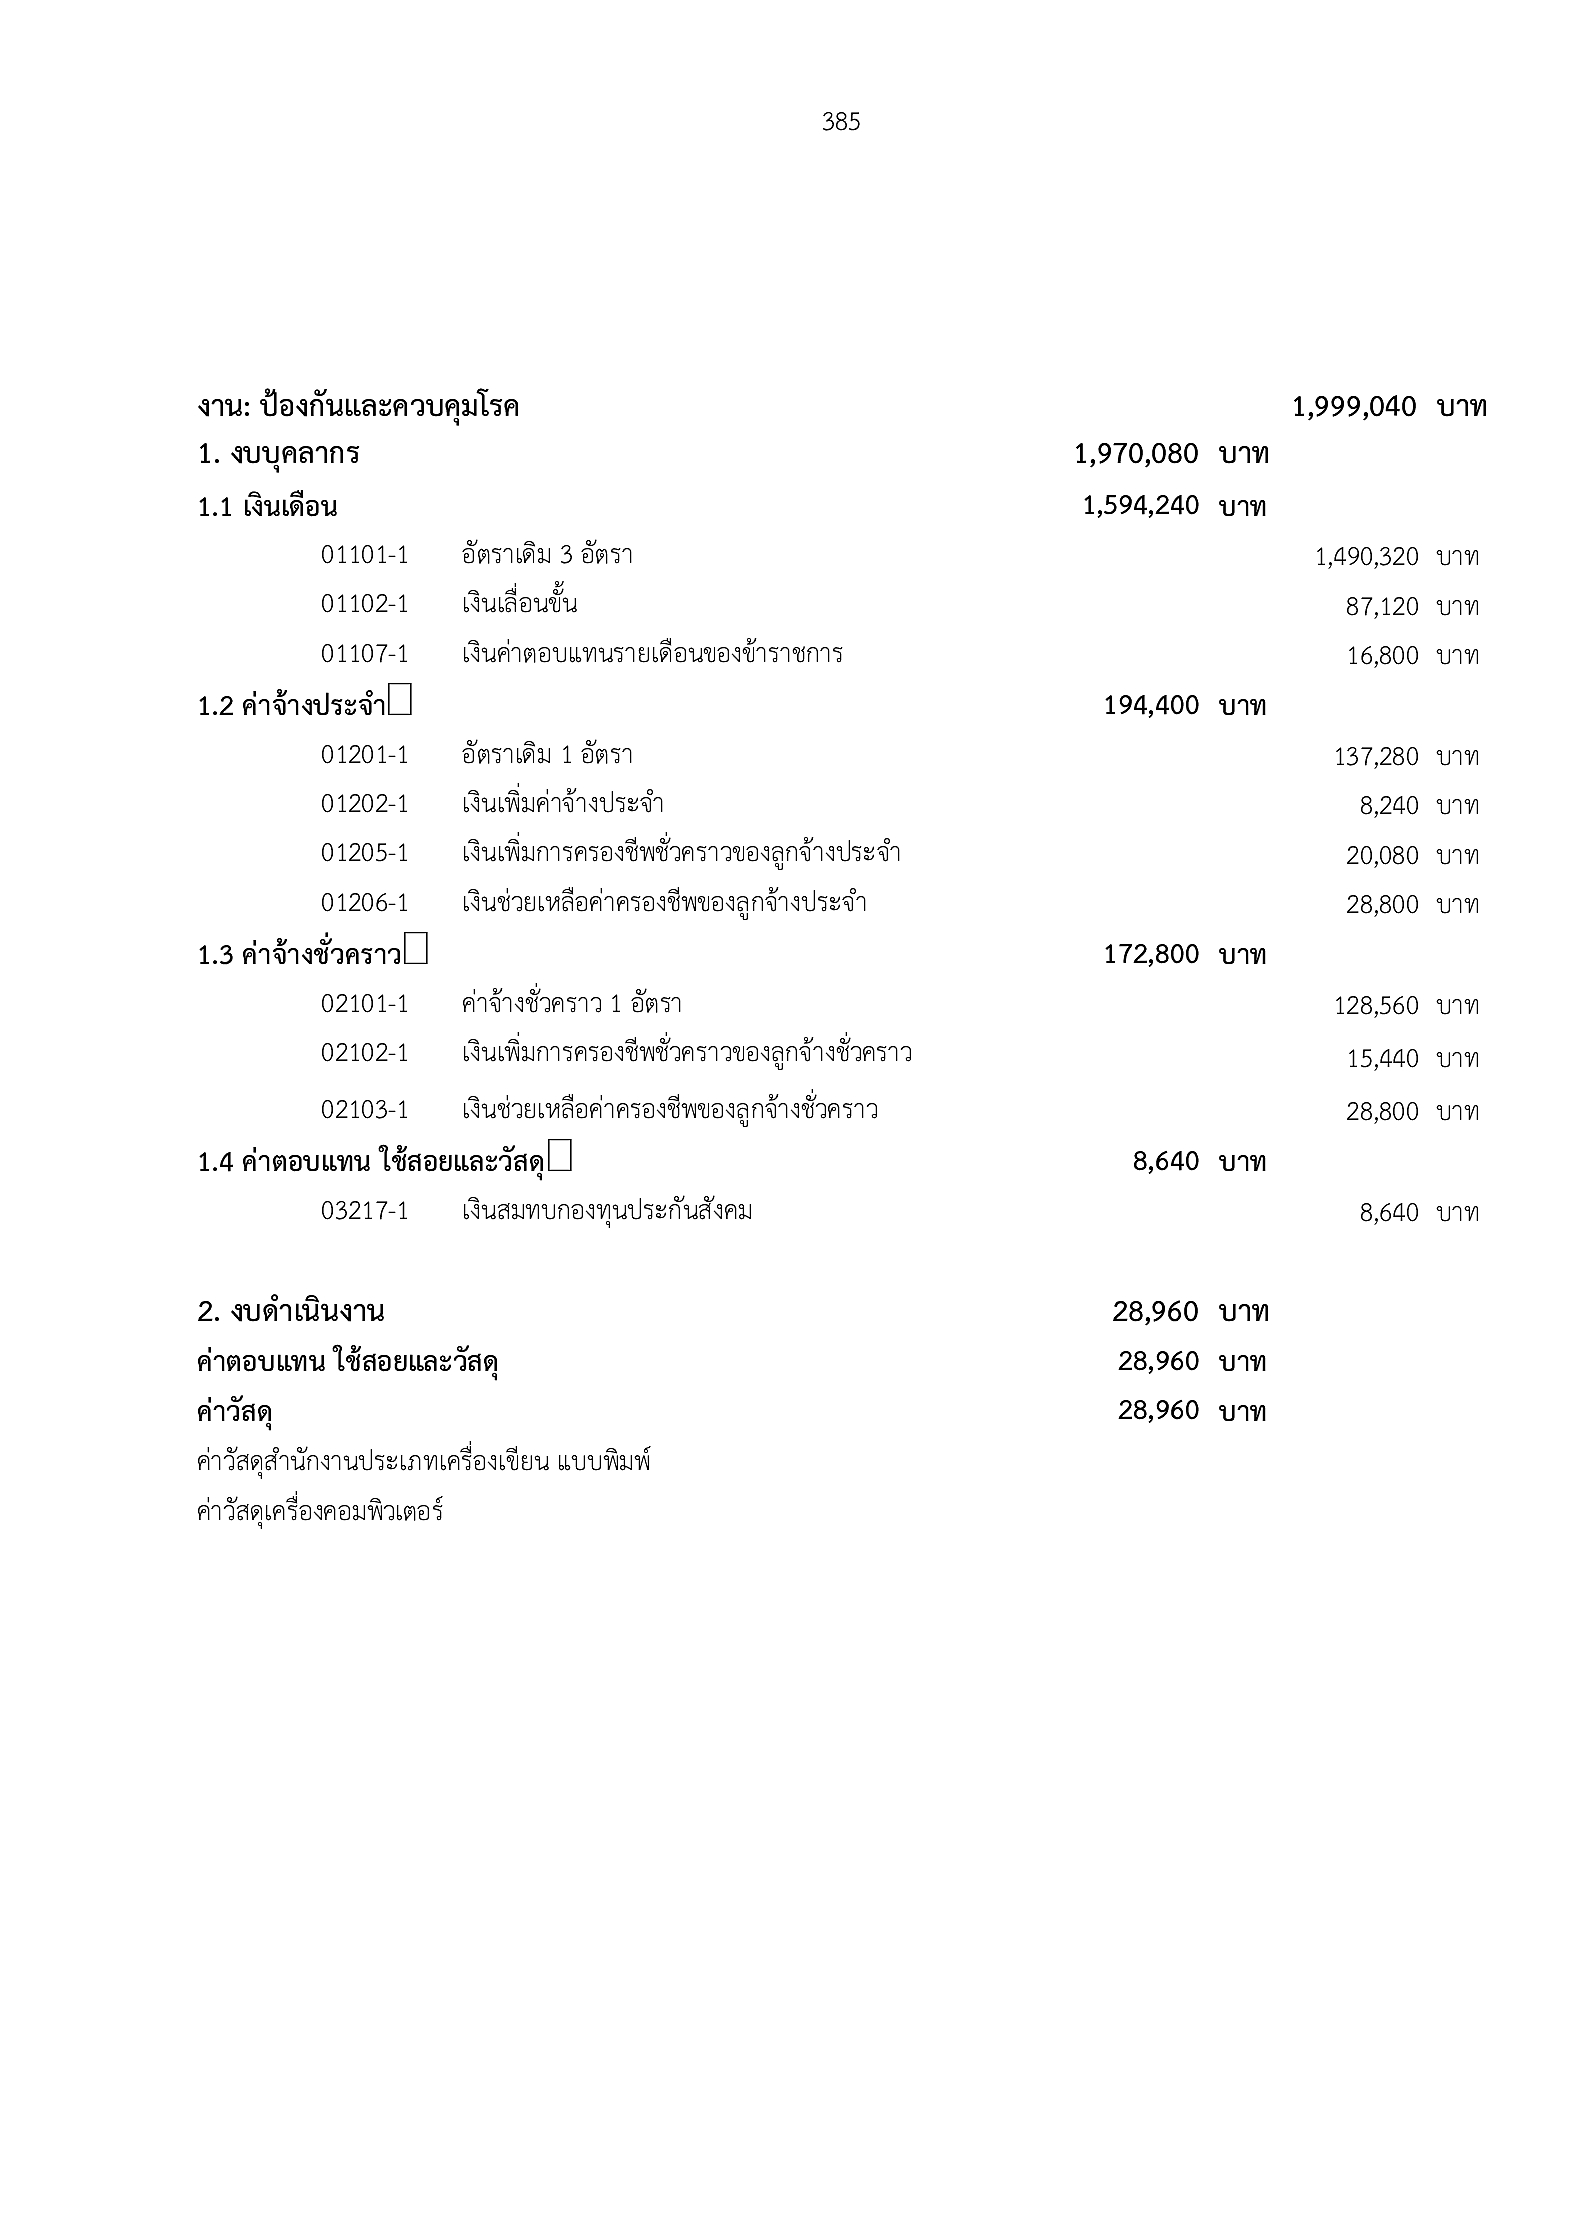 385
งาน: ป้องกันและควบคุมโรค 1,999,040 บาท
1. งบบุคลากร 1,970,080 บาท
1.1 เงินเดือน 1,594,240 บาท
01101-1 อัตราเดิม 3 อัตรา 1,490,320 บาท
01102-1 เงินเลื่อนขั้น 87,120 บาท
01107-1 เงินค่าตอบแทนรายเดือนของข้าราชการ 16,800 บาท
1.2 ค่าจ้างประจำ 194,400 บาท
01201-1 อัตราเดิม 1 อัตรา 137,280 บาท
01202-1 เงินเพิ่มค่าจ้างประจำ 8,240 บาท
01205-1 เงินเพิ่มการครองชีพชั่วคราวของลูกจ้างประจำ 20,080 บาท
01206-1 เงินช่วยเหลือค่าครองชีพของลูกจ้างประจำ 28,800 บาท
1.3 ค่าจ้างชั่วคราว 172,800 บาท
02101-1 ค่าจ้างชั่วคราว 1 อัตรา 128,560 บาท
02102-1 เงินเพิ่มการครองชีพชั่วคราวของลูกจ้างชั่วคราว 15,440 บาท
02103-1 เงินช่วยเหลือค่าครองชีพของลูกจ้างชั่วคราว 28,800 บาท
1.4 ค่าตอบแทน ใช้สอยและวัสดุ 8,640 บาท
03217-1 เงินสมทบกองทุนประกันสังคม 8,640 บาท
2. งบดำเนินงาน 28,960 บาท
ค่าตอบแทน ใช้สอยและวัสดุ 28,960 บาท
ค่าวัสดุ 28,960 บาท
ค่าวัสดุสำนักงานประเภทเครื่องเขียน แบบพิมพ์
ค่าวัสดุเครื่องคอมพิวเตอร์